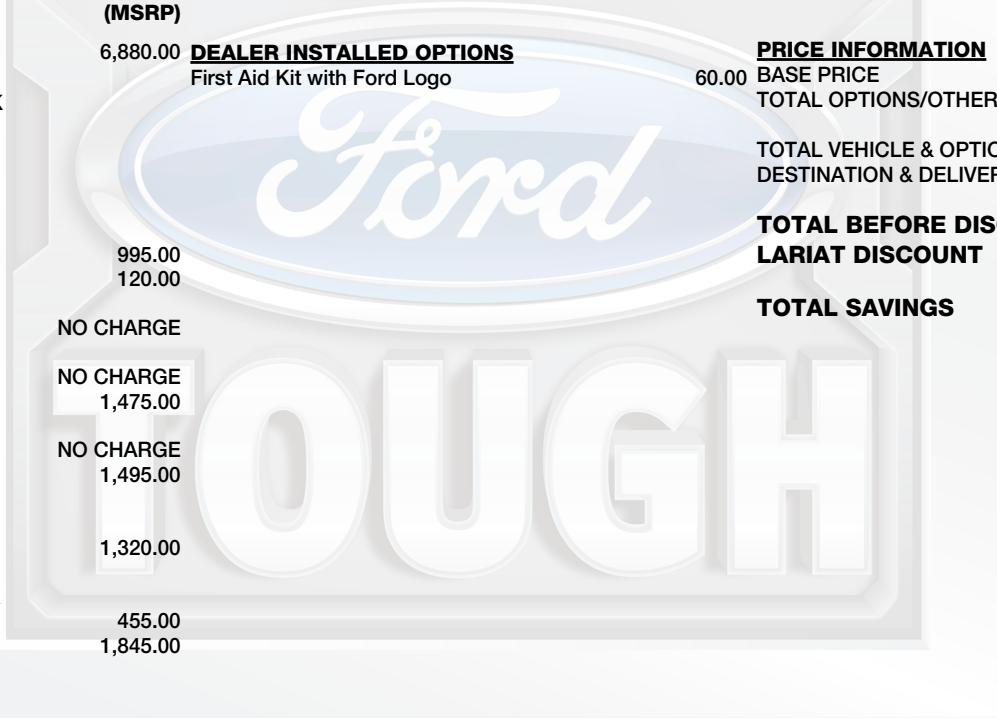 (MSRP)
6,880.00 DEALER INSTALLED OPTIONS
First Aid Kit with Ford Logo 60.00
PRICE INFORMATION
BASE PRICE
TOTAL OPTIONS/OTHER
TOTAL VEHICLE & OPTIO
DESTINATION & DELIVER
TOTAL BEFORE DISC
LARIAT DISCOUNT
TOTAL SAVINGS
995.00
120.00
NO CHARGE
NO CHARGE
1,475.00
NO CHARGE
1,495.00
1,320.00
455.00
1,845.00
Ford
TOUGH